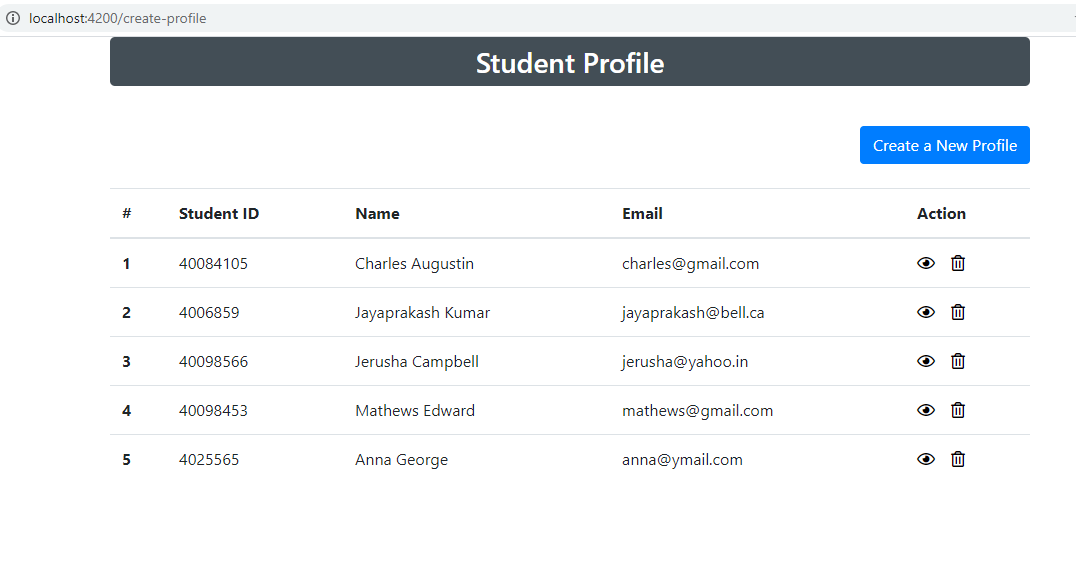 localhost:4200/create-profile
Student Profile
Create a New Profile
# Student ID Name Email Action
1 40084105 Charles Augustin charles@gmail.com
2 4006859 Jayaprakash Kumar jayaprakash@bell.ca
3 40098566 Jerusha Campbell jerusha@yahoo.in
4 40098453 Mathews Edward mathews@gmail.com
5 4025565 Anna George anna@ymail.com